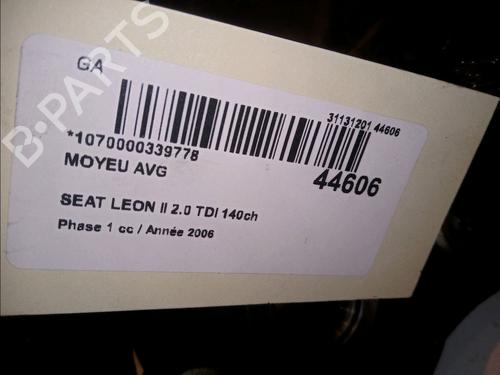 GA
31131201 44606
*1070000339778
44606
MOYEU AVG
SEAT LEON II 2.0 TDI 140ch
Phase 1 cc / Année 2006
B-PARTS